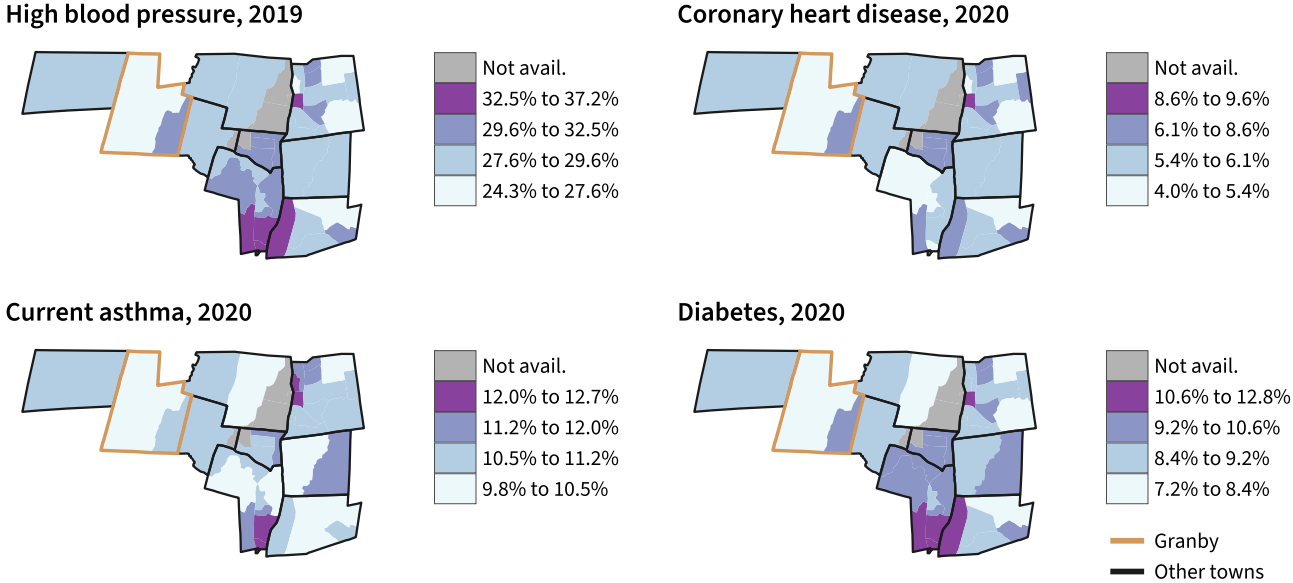 High blood pressure, 2019
Not avail.
32.5% to 37.2%
29.6% to 32.5%
27.6% to 29.6%
24.3% to 27.6%
Coronary heart disease, 2020
Not avail.
8.6% to 9.6%
6.1% to 8.6%
5.4% to 6.1%
4.0% to 5.4%
Current asthma, 2020
Not avail.
12.0% to 12.7%
11.2% to 12.0%
10.5% to 11.2%
9.8% to 10.5%
Diabetes, 2020
Not avail.
10.6% to 12.8%
9.2% to 10.6%
8.4% to 9.2%
7.2% to 8.4%
Granby
Other towns